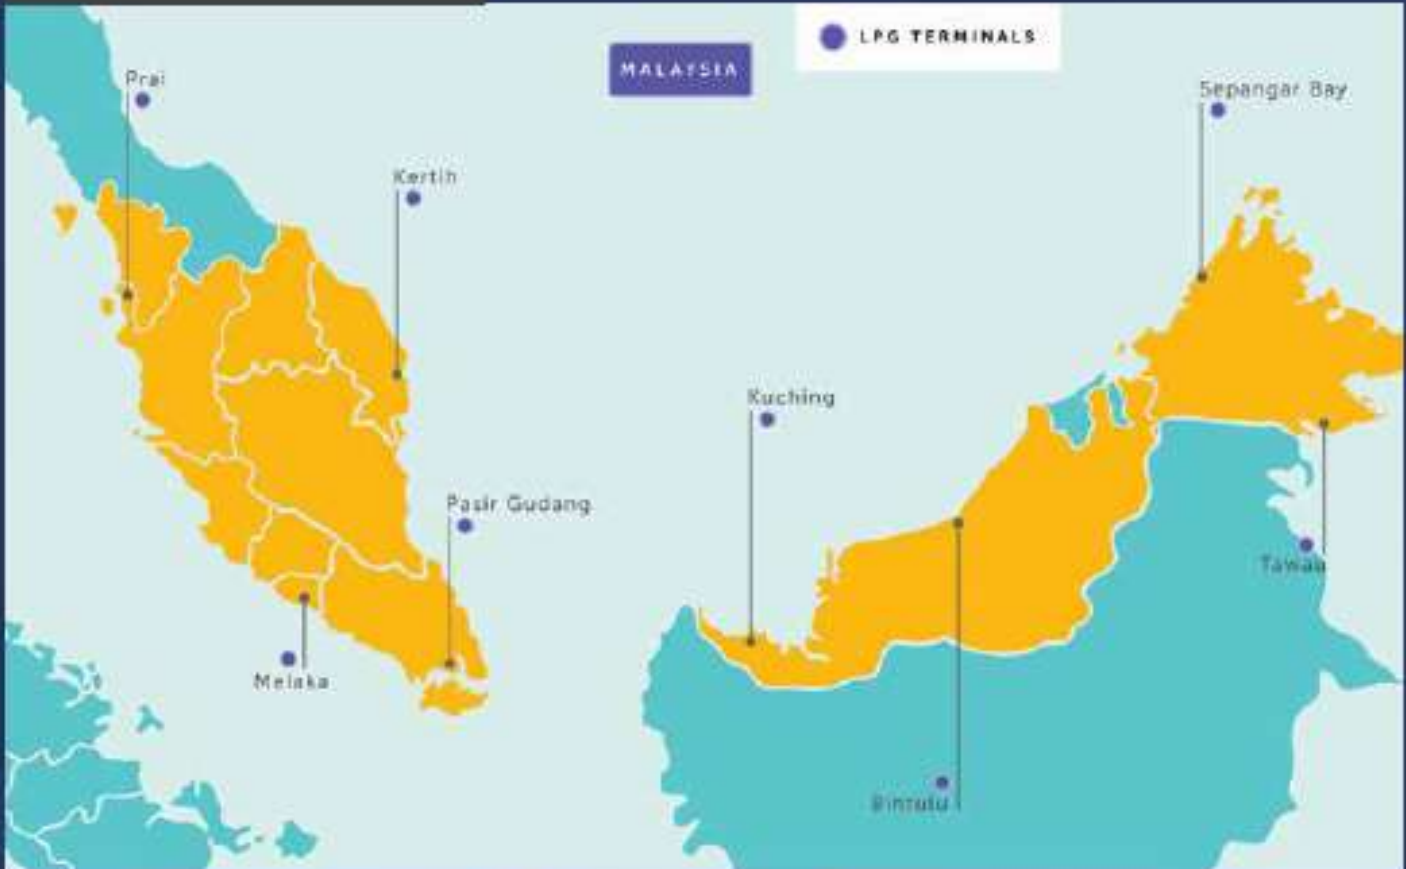 LPG TERMINALS
MALAYSIA
Prai
Sepangar Bay
Kertih
Kuching
Pasir Gudang
Tawau
Melaka
Bintulu